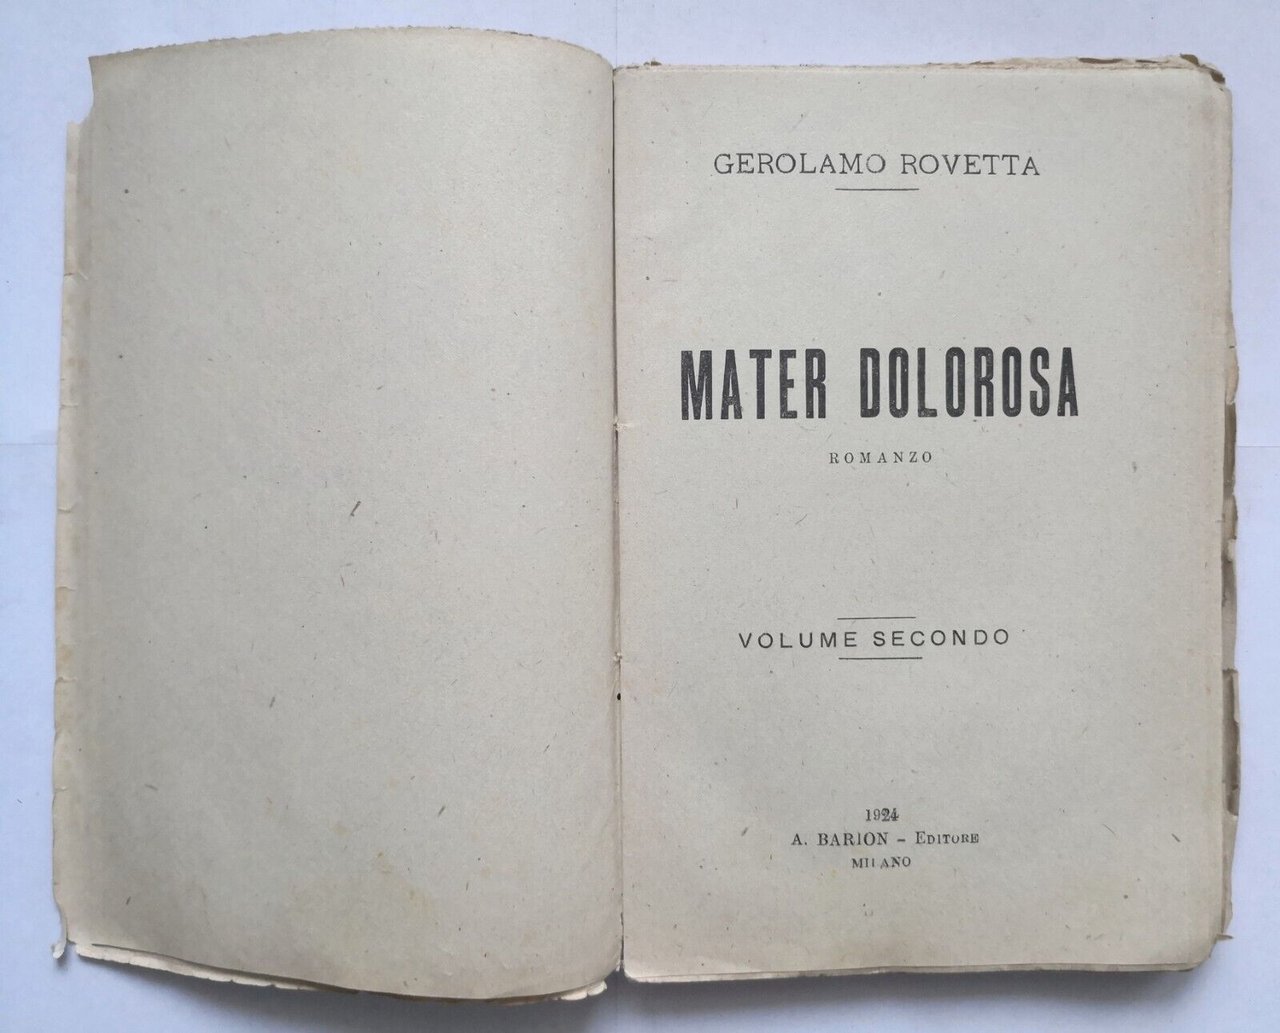 GEROLAMO ROVETTA
MATER DOLOROSA
ROMANZO
VOLUME SECONDO
1924
A. BARION - EDITORE
MILANO